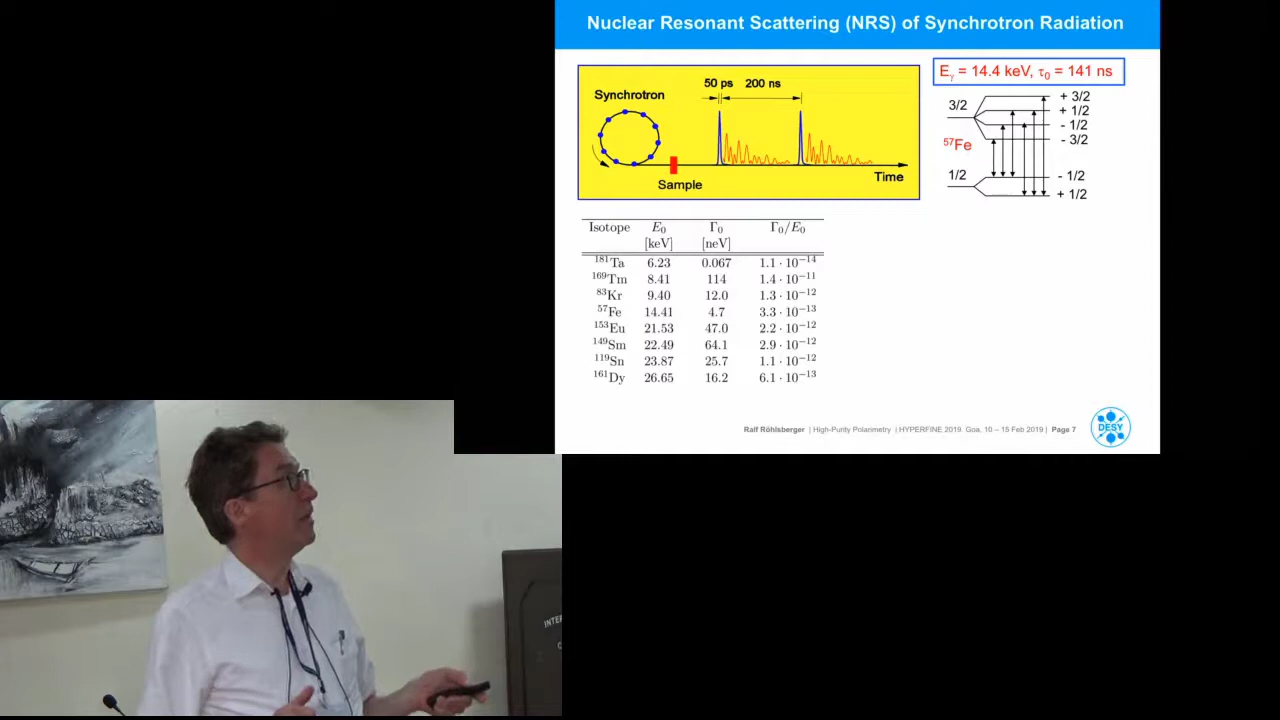 Nuclear Resonant Scattering (NRS) of Synchrotron Radiation
50 ps 200 ns
Synchrotron
Sample
Time
Eγ = 14.4 keV, τ0 = 141 ns
3/2
+ 3/2
+ 1/2
- 1/2
- 3/2
57Fe
1/2
- 1/2
+ 1/2
Isotope E0 Γ0 Γ0/E0
[keV] [neV]
181Ta 6.23 0.067 1.1 · 10−14
169Tm 8.41 114 1.4 · 10−11
83Kr 9.40 12.0 1.3 · 10−12
57Fe 14.41 4.7 3.3 · 10−13
153Eu 21.53 47.0 2.2 · 10−12
149Sm 22.49 64.1 2.9 · 10−12
119Sn 23.87 25.7 1.1 · 10−12
161Dy 26.65 16.2 6.1 · 10−13
Ralf Röhlsberger | High-Purity Polarimetry | HYPERFINE 2019. Goa, 10 – 15 Feb 2019 | Page 7
DESY